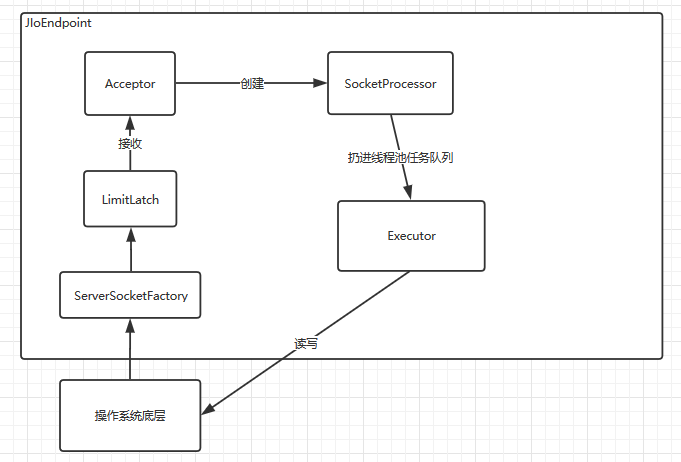 JIoEndpoint
Acceptor
创建
SocketProcessor
接收
扔进线程池任务队列
LimitLatch
Executor
ServerSocketFactory
读写
操作系统底层